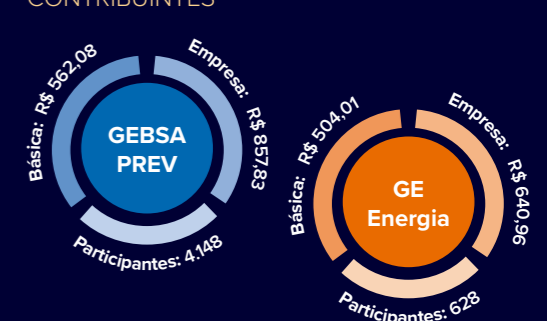 CONTRIBUINTES
Básica: R$ 562,08
Empresa: R$ 857,83
GEBSA
PREV
Participantes: 4.148
Básica: R$ 504,01
Empresa: R$ 640,96
GE
Energia
Participantes: 628